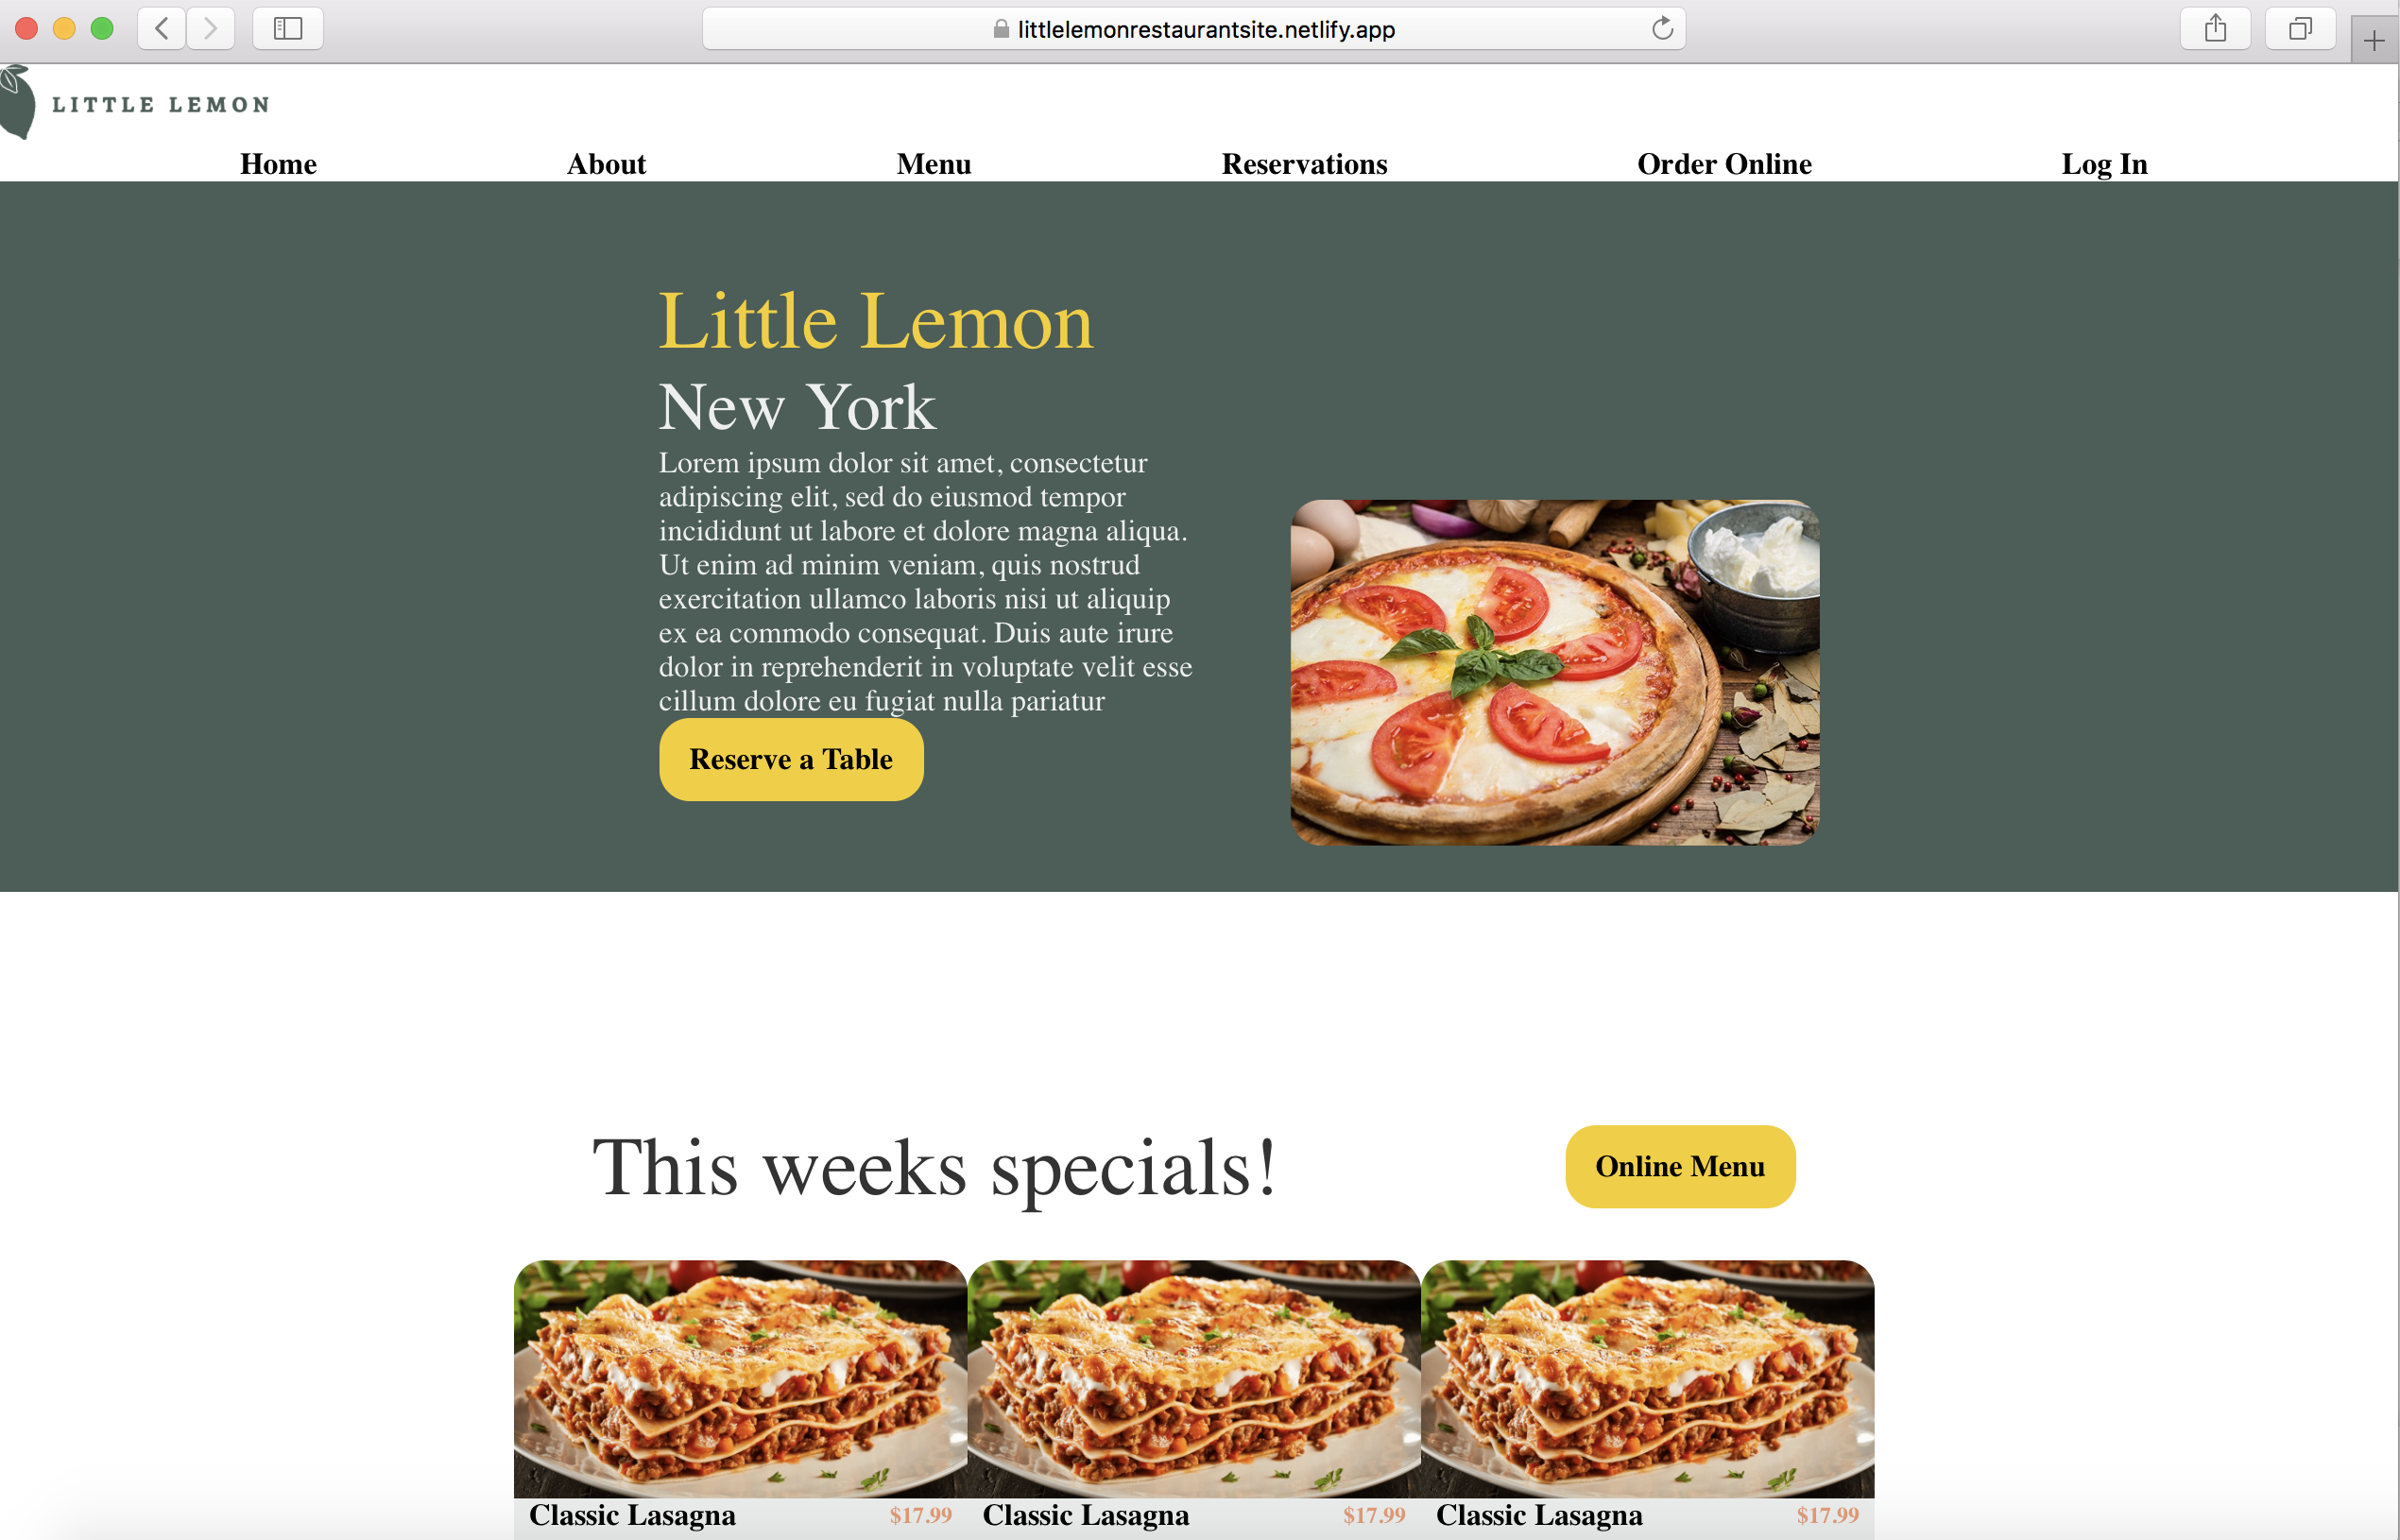 littlelemonrestaurantsite.netlify.app
LITTLE LEMON
Home About Menu Reservations Order Online Log In
Little Lemon
New York
Lorem ipsum dolor sit amet, consectetur
adipiscing elit, sed do eiusmod tempor
incididunt ut labore et dolore magna aliqua.
Ut enim ad minim veniam, quis nostrud
exercitation ullamco laboris nisi ut aliquip
ex ea commodo consequat. Duis aute irure
dolor in reprehenderit in voluptate velit esse
cillum dolore eu fugiat nulla pariatur
Reserve a Table
This weeks specials!
Online Menu
Classic Lasagna $17.99 Classic Lasagna $17.99 Classic Lasagna $17.99